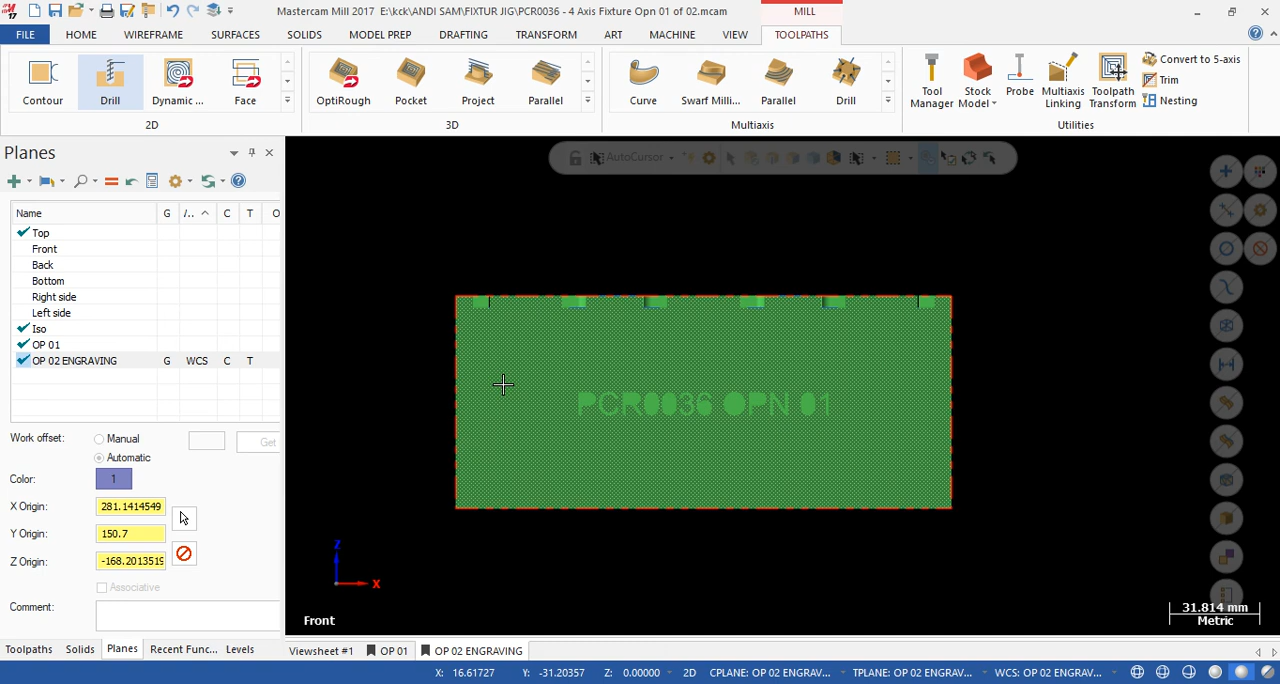 Mastercam Mill 2017  E:\kck\ANDI SAM\FIXTUR JIG\PCR0036 - 4 Axis Fixture Opn 01 of 02.mcam
MILL
FILE HOME WIREFRAME SURFACES SOLIDS MODEL PREP DRAFTING TRANSFORM ART MACHINE VIEW TOOLPATHS
Contour Drill Dynamic ... Face OptiRough Pocket Project Parallel Curve Swarf Milli... Parallel Drill Tool Manager Stock Model Probe Multiaxis Linking Toolpath Transform Convert to 5-axis Trim Nesting
2D 3D Multiaxis Utilities
Planes
AutoCursor
Name G /.. C T O
Top
Front
Back
Bottom
Right side
Left side
Iso
OP 01
OP 02 ENGRAVING G WCS C T
PCR0036 OPN 01
Work offset: Manual Get
Automatic
Color: 1
X Origin: 281.1414549
Y Origin: 150.7
Z Origin: -168.2013519
Associative
Comment:
Z
X
Front
31.814 mm
Metric
Toolpaths Solids Planes Recent Func... Levels Viewsheet #1 OP 01 OP 02 ENGRAVING
X: 16.61727 Y: -31.20357 Z: 0.00000 2D CPLANE: OP 02 ENGRAV... TPLANE: OP 02 ENGRAV... WCS: OP 02 ENGRAV...